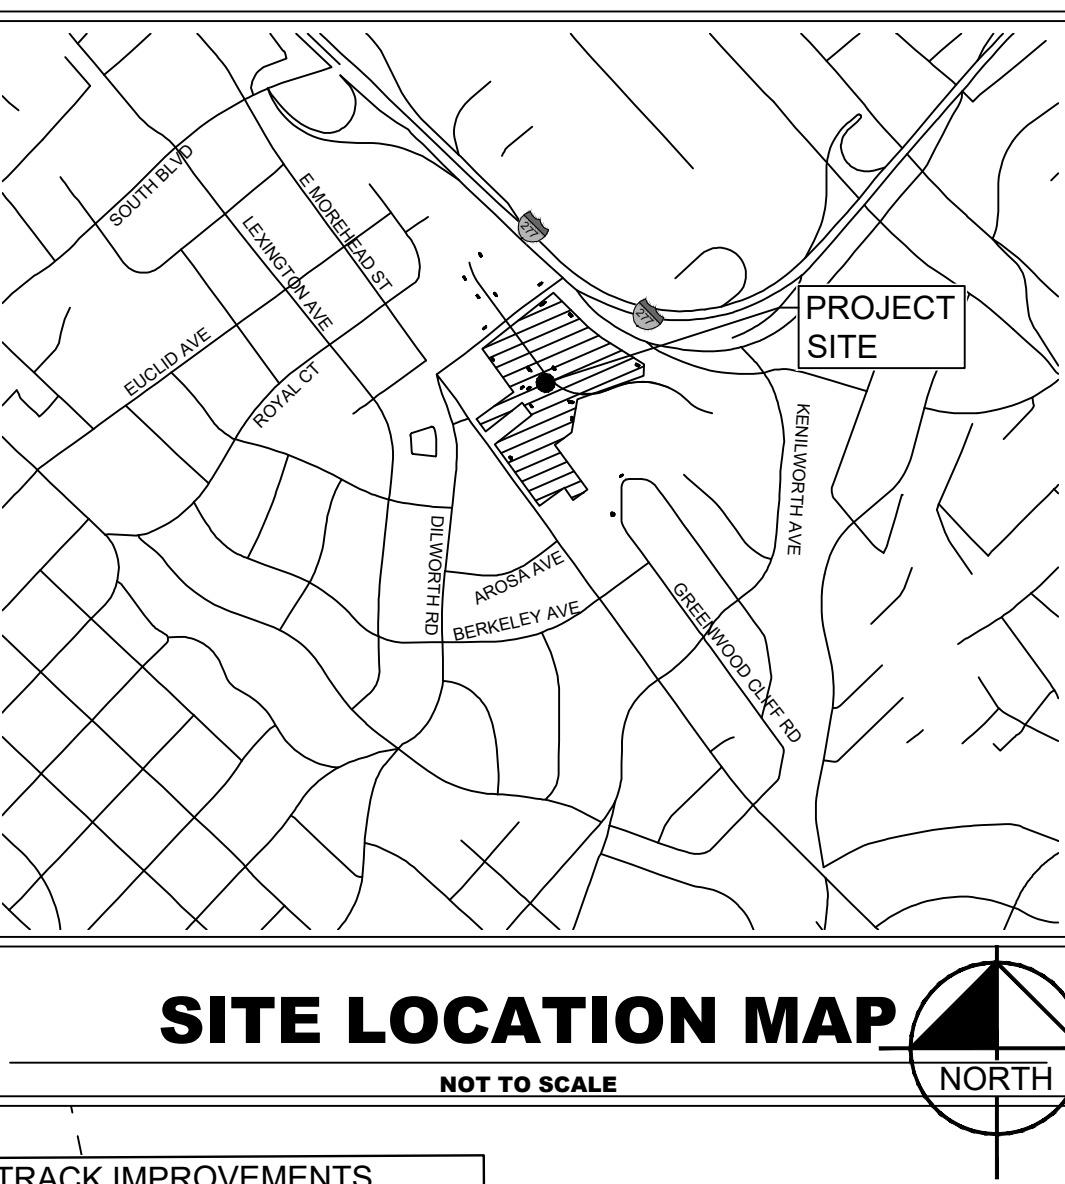 SOUTH BLVD
E MOREHEAD ST
LEXINGTON AVE
277
277
PROJECT
SITE
EUCLID AVE
ROYAL CT
KENILWORTH AVE
DILWORTH RD
AROSA AVE
BERKELEY AVE
GREENWOOD CLIFF RD
SITE LOCATION MAP
NOT TO SCALE
NORTH
TRACK IMPROVEMENTS